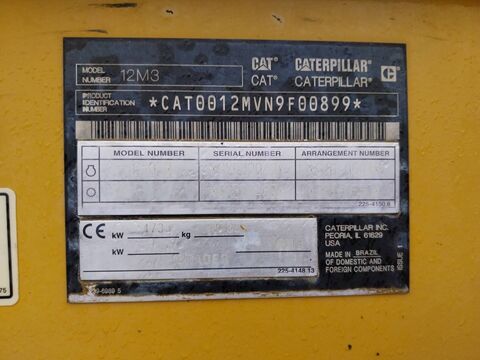 MODEL
NUMBER 12M3
CAT CATERPILLAR
CAT® CATERPILLAR® C
PRODUCT
IDENTIFICATION
NUMBER *CAT0012MVN9F00899*
MODEL NUMBER SERIAL NUMBER ARRANGEMENT NUMBER
225-4150 8
CE kW kg
kW
225-4148 13
CATERPILLAR INC.
PEORIA, IL 61629
USA
MADE IN BRAZIL
OF DOMESTIC AND
FOREIGN COMPONENTS
ISSUE
75